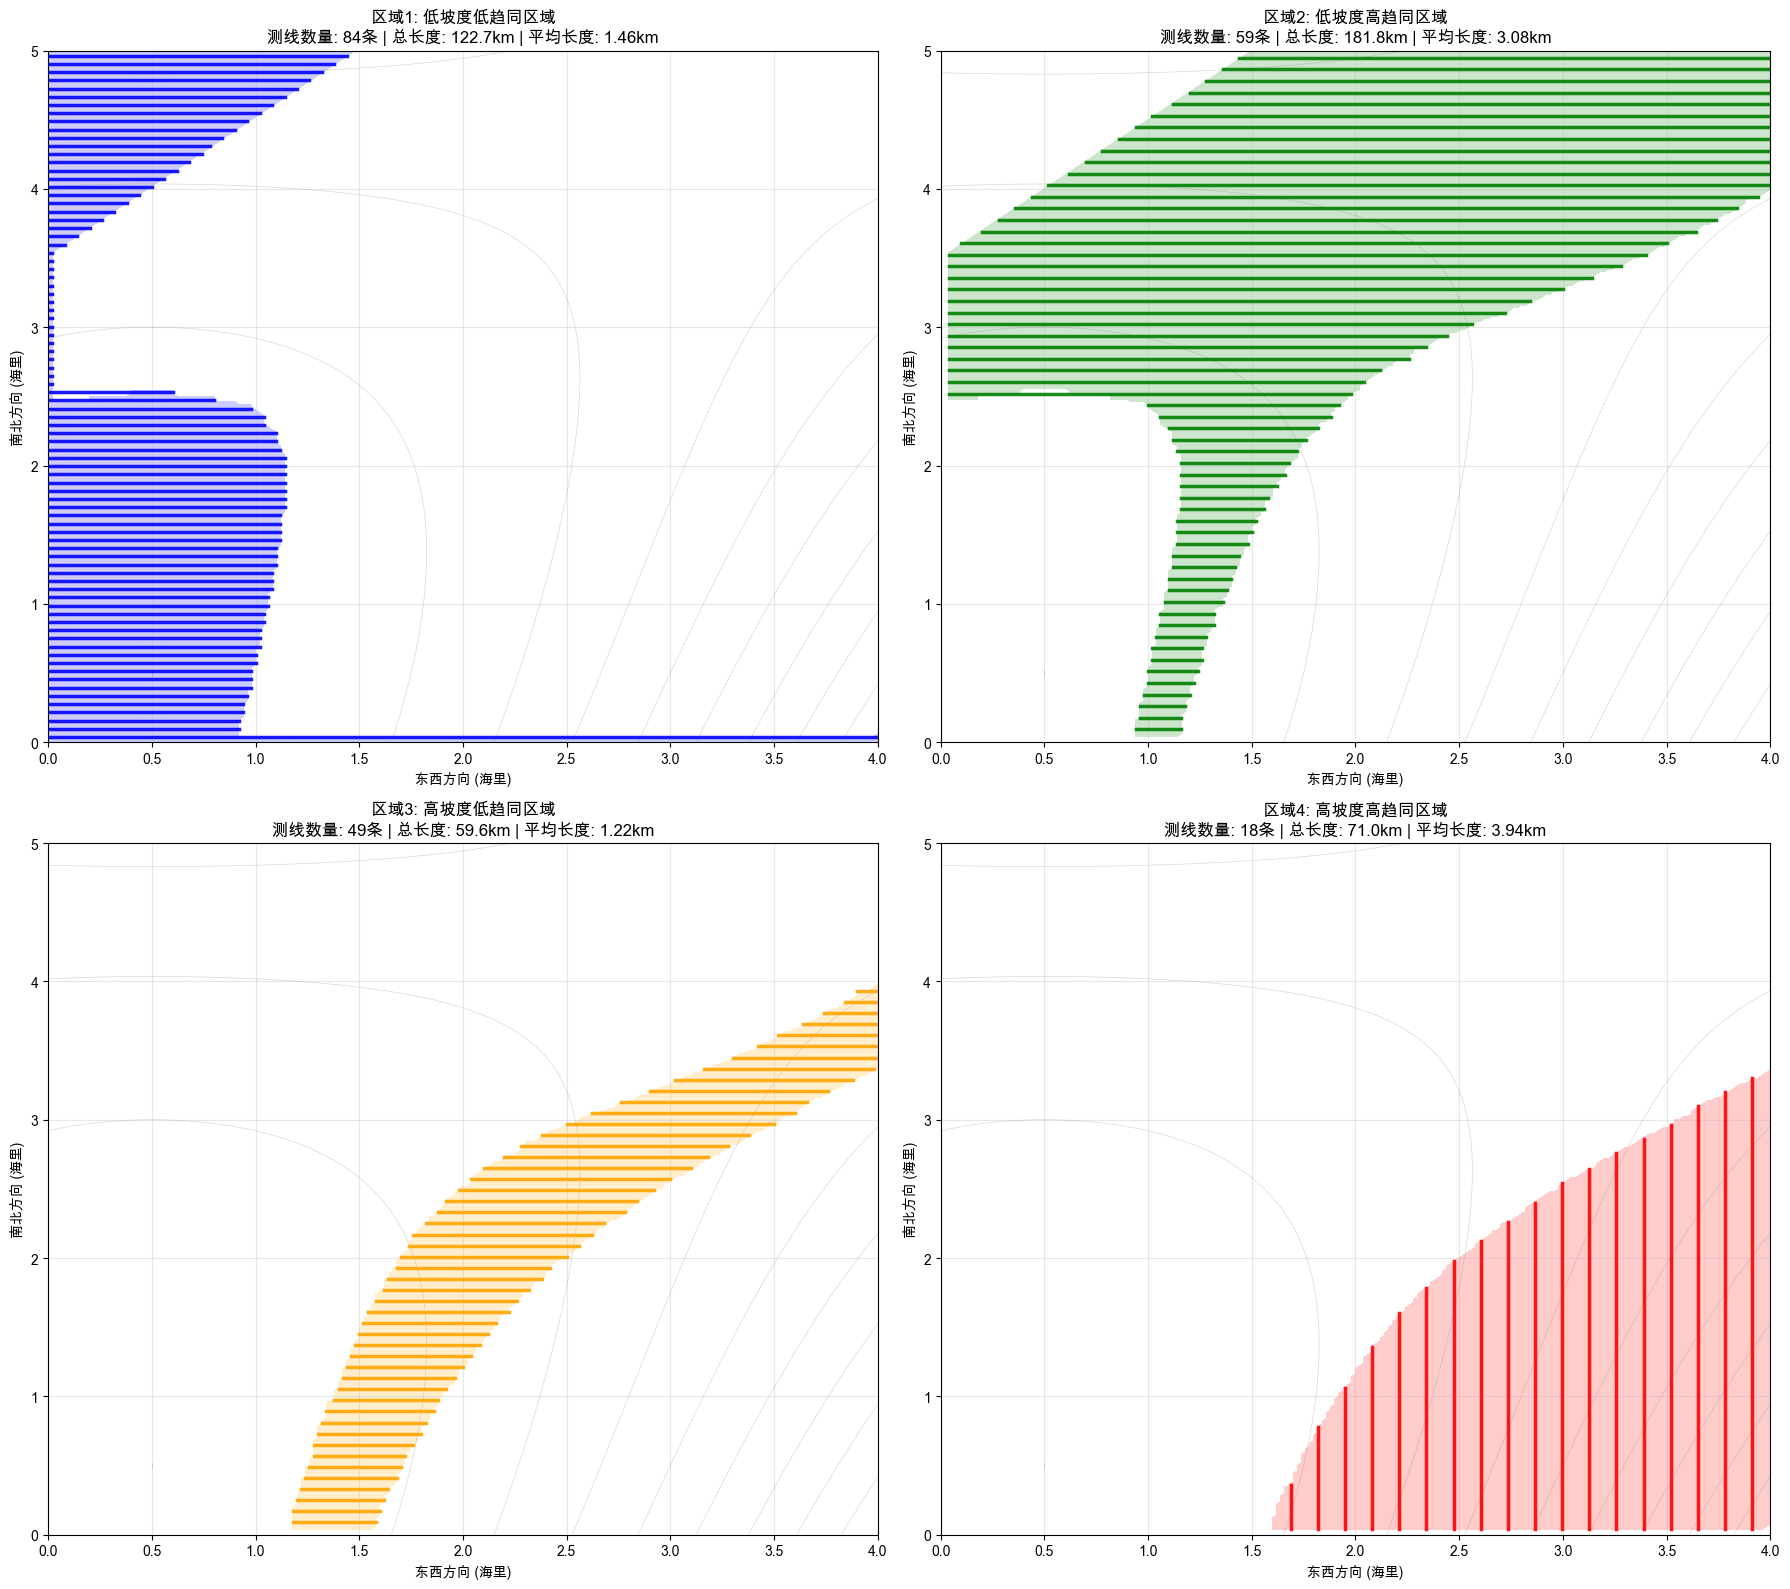 区域1: 低坡度低趋同区域
测线数量: 84条 | 总长度: 122.7km | 平均长度: 1.46km
5
4
3
2
1
0
南北方向 (海里)
0.0 0.5 1.0 1.5 2.0 2.5 3.0 3.5 4.0
东西方向 (海里)
区域2: 低坡度高趋同区域
测线数量: 59条 | 总长度: 181.8km | 平均长度: 3.08km
5
4
3
2
1
0
南北方向 (海里)
0.0 0.5 1.0 1.5 2.0 2.5 3.0 3.5 4.0
东西方向 (海里)
区域3: 高坡度低趋同区域
测线数量: 49条 | 总长度: 59.6km | 平均长度: 1.22km
5
4
3
2
1
0
南北方向 (海里)
0.0 0.5 1.0 1.5 2.0 2.5 3.0 3.5 4.0
东西方向 (海里)
区域4: 高坡度高趋同区域
测线数量: 18条 | 总长度: 71.0km | 平均长度: 3.94km
5
4
3
2
1
0
南北方向 (海里)
0.0 0.5 1.0 1.5 2.0 2.5 3.0 3.5 4.0
东西方向 (海里)